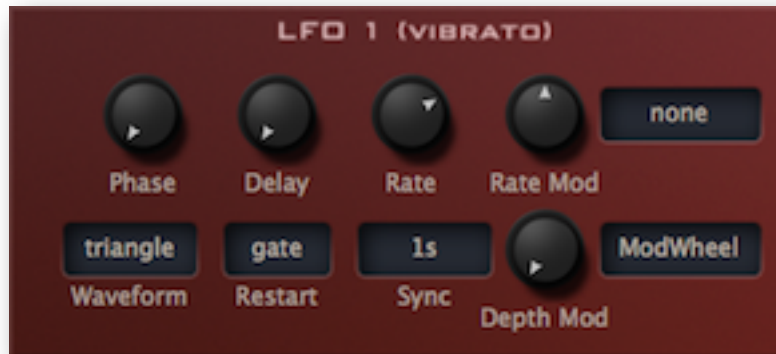 LFO 1 (VIBRATO)
none
Phase Delay Rate Rate Mod
triangle gate 1s ModWheel
Waveform Restart Sync
Depth Mod